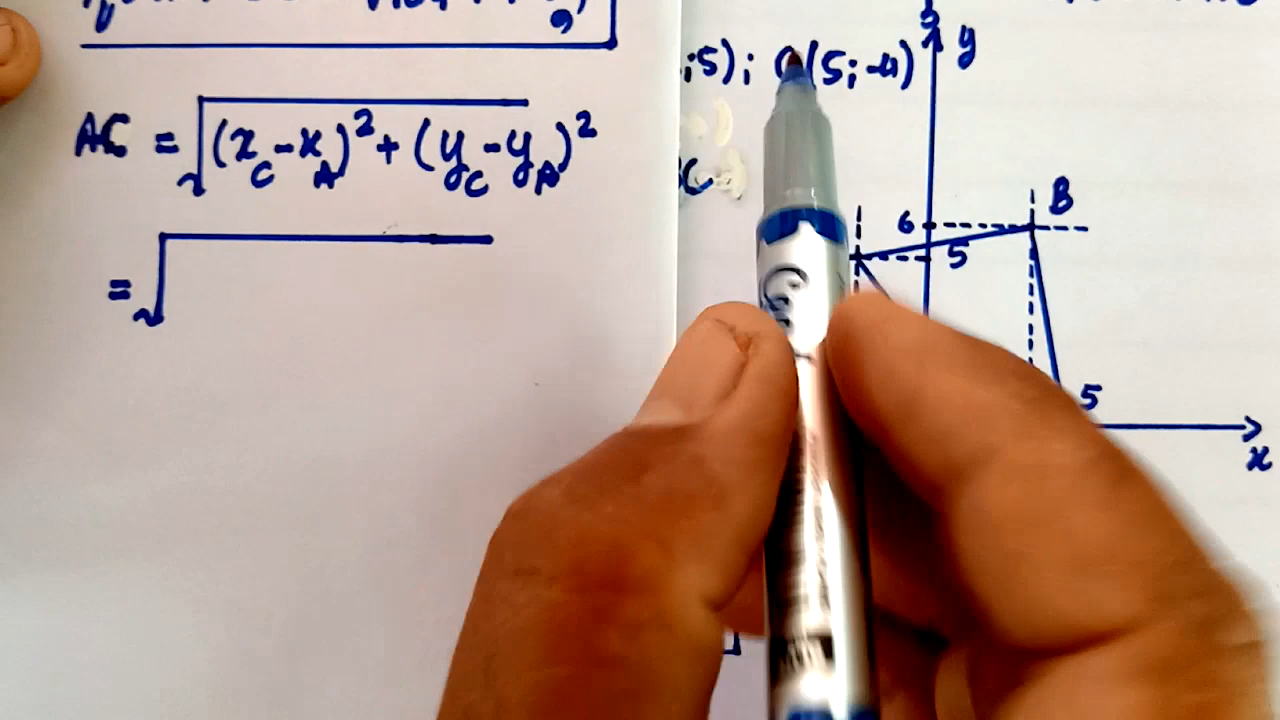 AC = √(x_C - x_A)² + (y_C - y_A)²
= √
;5); C(5;-4)
y
B
6
5
5
x